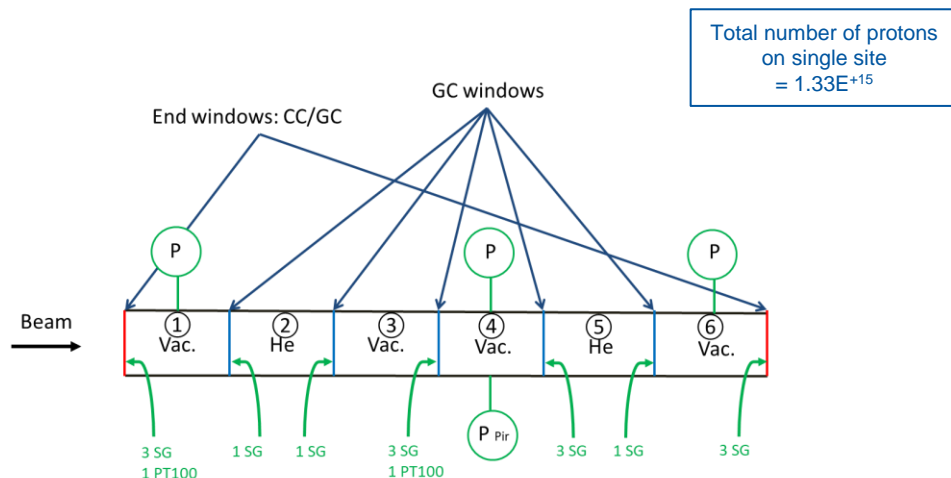 Total number of protons
on single site
= 1.33E+15
GC windows
End windows: CC/GC
P
P
P
Beam
1
2
3
4
5
6
Vac.
He
Vac.
Vac.
He
Vac.
P Pir
3 SG
1 PT100
1 SG
1 SG
3 SG
1 PT100
3 SG
1 SG
3 SG